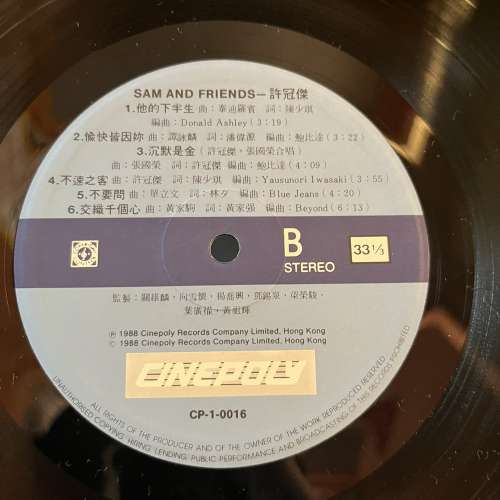 SAM AND FRIENDS—許冠傑
1.他的下半生 曲：泰迪羅賓 詞：陳少琪
編曲：Donald Ashley(3:19)
2.愉快皆因妳 曲：譚詠麟 詞：潘偉源 編曲：鮑比達(3:22)
3.沉默是金(許冠傑・張國榮合唱)
曲：張國榮 詞：許冠傑 編曲：鮑比達(4:09)
4.不速之客 曲：許冠傑 詞：陳少琪 編曲：Yausunori Iwasaki(3:55)
5.不要問 曲：單立文 詞：林夕 編曲：Blue Jeans(4:20)
6.交織千個心 曲：黃家駒 詞：黃家强 編曲：Beyond(6:13)
B
STEREO
33⅓
監製：關維麟・向雪懷・楊喬興・鄧錫泉・梁榮駿・
葉廣權・黃祖輝
Ⓟ 1988 Cinepoly Records Company Limited, Hong Kong
© 1988 Cinepoly Records Company Limited, Hong Kong
CINEPOLY
CP-1-0016
ALL RIGHTS OF THE PRODUCER AND OF THE OWNER OF THE WORK REPRODUCED RESERVED.
UNAUTHORISED COPYING, HIRING, LENDING, PUBLIC PERFORMANCE AND BROADCASTING OF THIS RECORDS PROHIBITED.